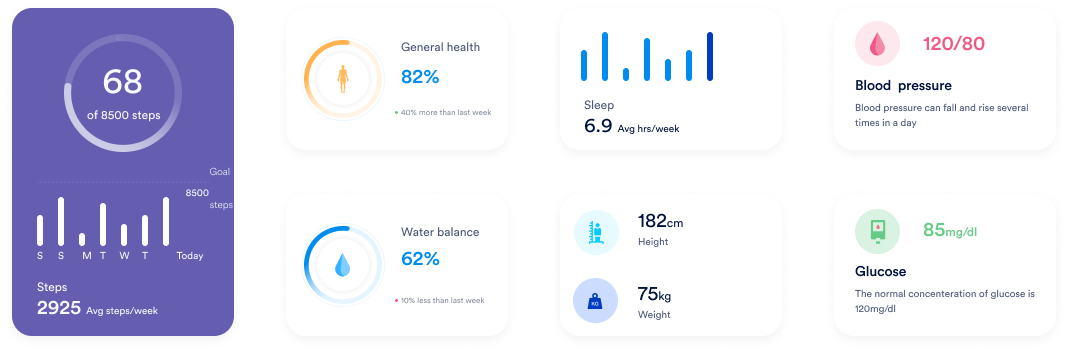 68
of 8500 steps
Goal
8500
steps
S S M T W T Today
Steps
2925 Avg steps/week
General health
82%
40% more than last week
Water balance
62%
10% less than last week
Sleep
6.9 Avg hrs/week
182cm
Height
KG
75kg
Weight
120/80
Blood pressure
Blood pressure can fall and rise several
times in a day
85mg/dl
Glucose
The normal concenteration of glucose is
120mg/dl